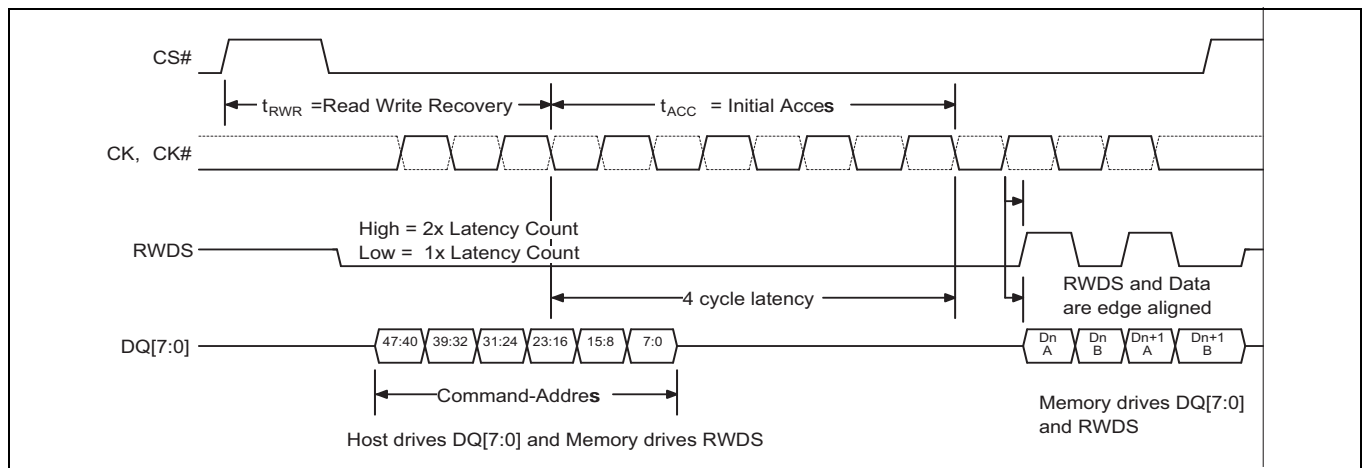 CS#
tRWR =Read Write Recovery
tACC = Initial Acces
CK, CK#
High = 2x Latency Count
Low = 1x Latency Count
RWDS
4 cycle latency
RWDS and Data
are edge aligned
DQ[7:0]
47:40 39:32 31:24 23:16 15:8 7:0
Dn A Dn B Dn+1 A Dn+1 B
Command-Addres
Memory drives DQ[7:0]
and RWDS
Host drives DQ[7:0] and Memory drives RWDS